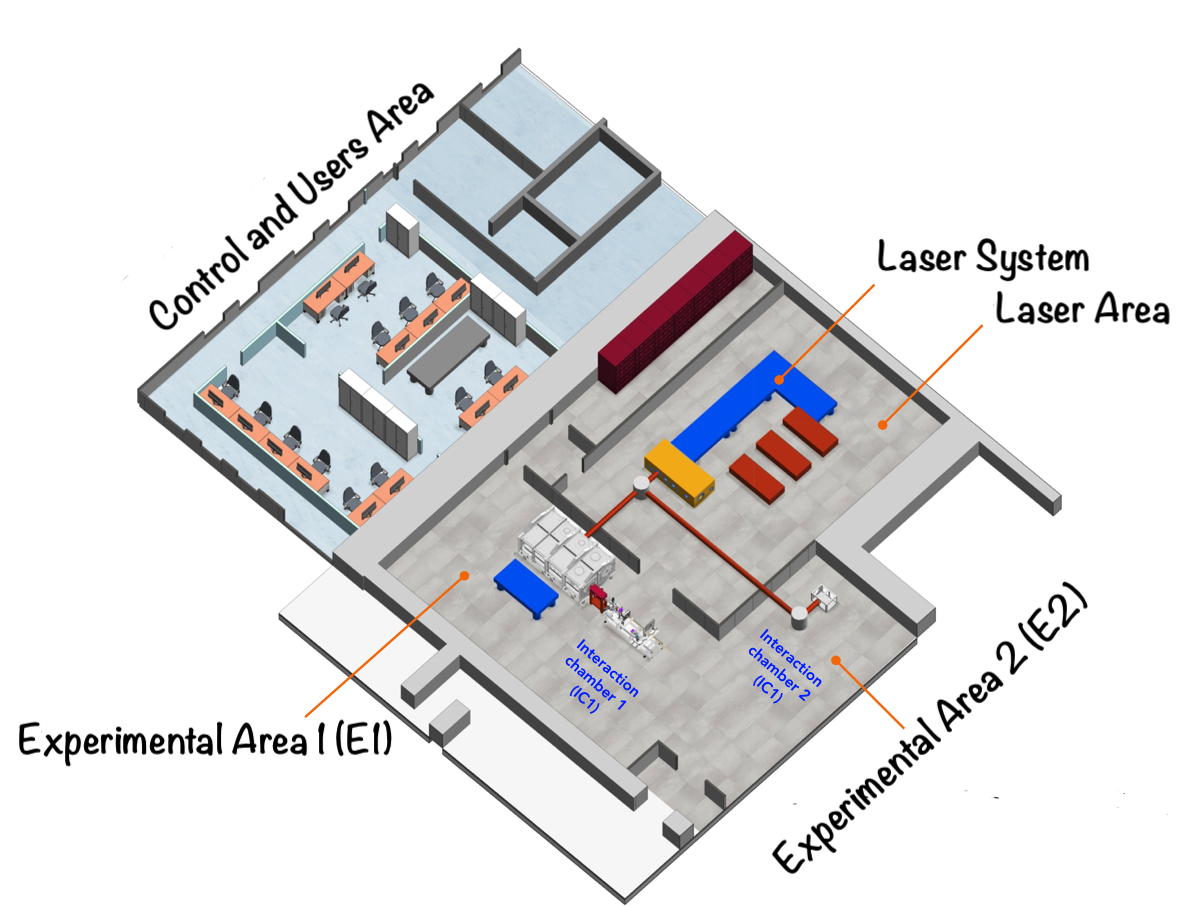 Control and Users Area
Laser System
Laser Area
Interaction
chamber 1
(IC1)
Interaction
chamber 2
(IC1)
Experimental Area 1 (E1)
Experimental Area 2 (E2)